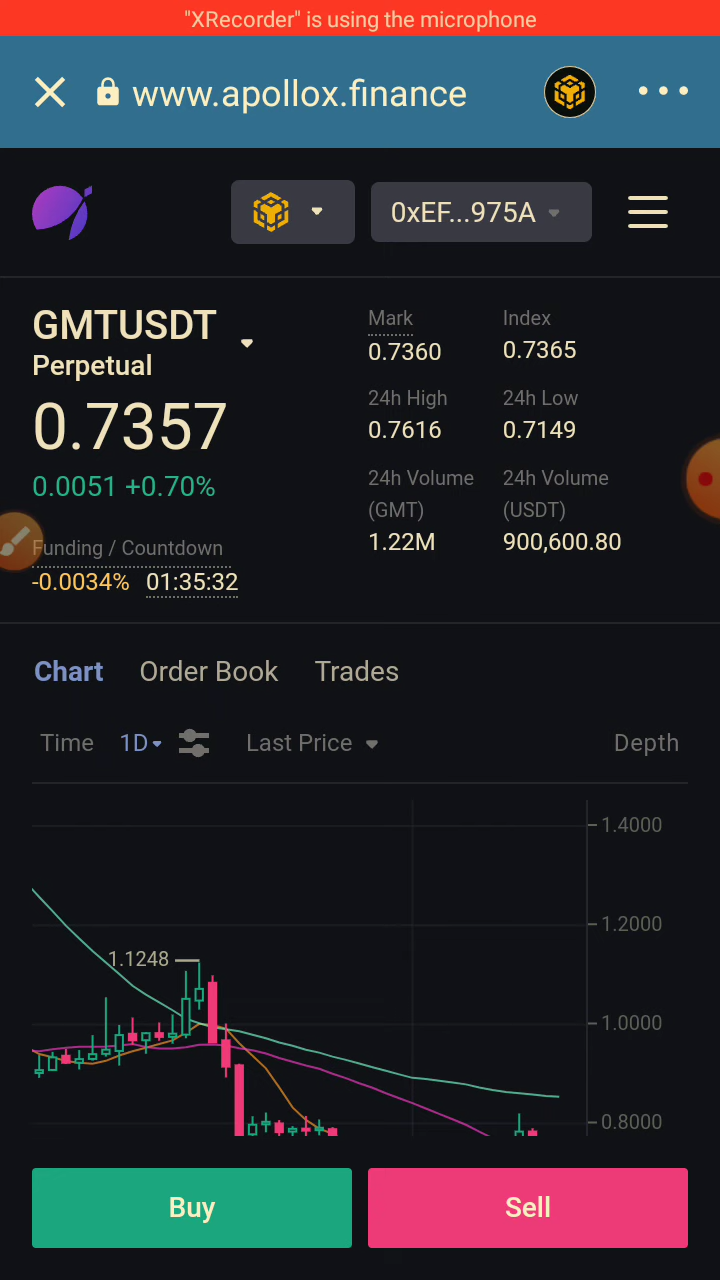 "XRecorder" is using the microphone
www.apollox.finance
0xEF...975A
GMTUSDT
Perpetual
0.7357
0.0051 +0.70%
Funding / Countdown
-0.0034% 01:35:32
Mark Index
0.7360 0.7365
24h High 24h Low
0.7616 0.7149
24h Volume 24h Volume
(GMT) (USDT)
1.22M 900,600.80
Chart Order Book Trades
Time 1D Last Price Depth
1.4000
1.2000
1.1248
1.0000
0.8000
Buy Sell